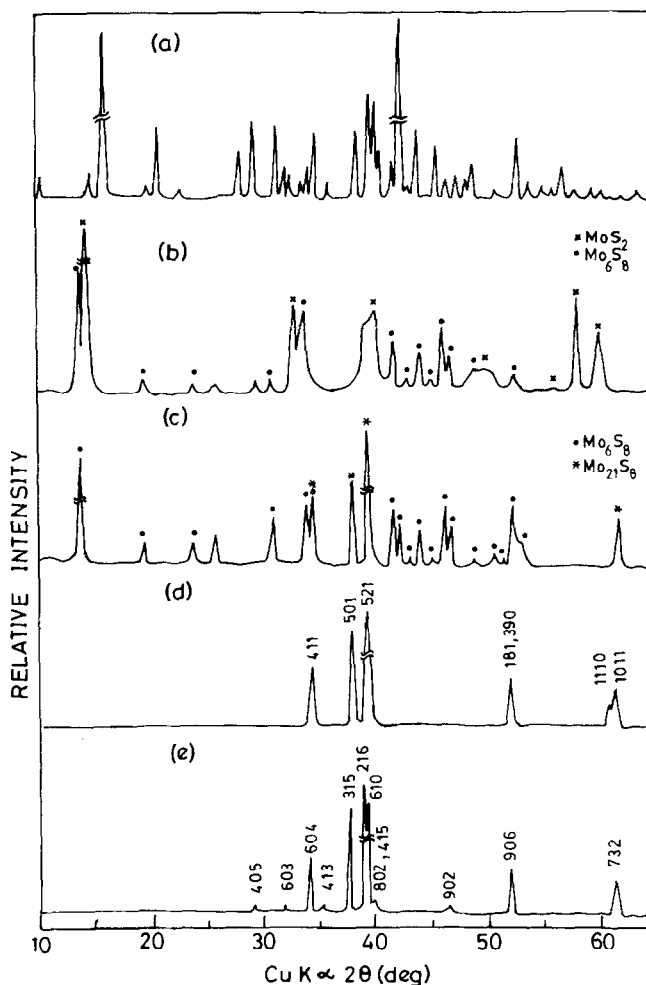 RELATIVE INTENSITY
(a)
(b)
× MoS2
• Mo6S8
(c)
• Mo6S8
* Mo21S8
(d)
411
501
521
181,390
1110
1011
(e)
405
603
604
413
315
216
610
802,415
902
906
732
10 20 30 40 50 60
Cu K∝ 2θ (deg)